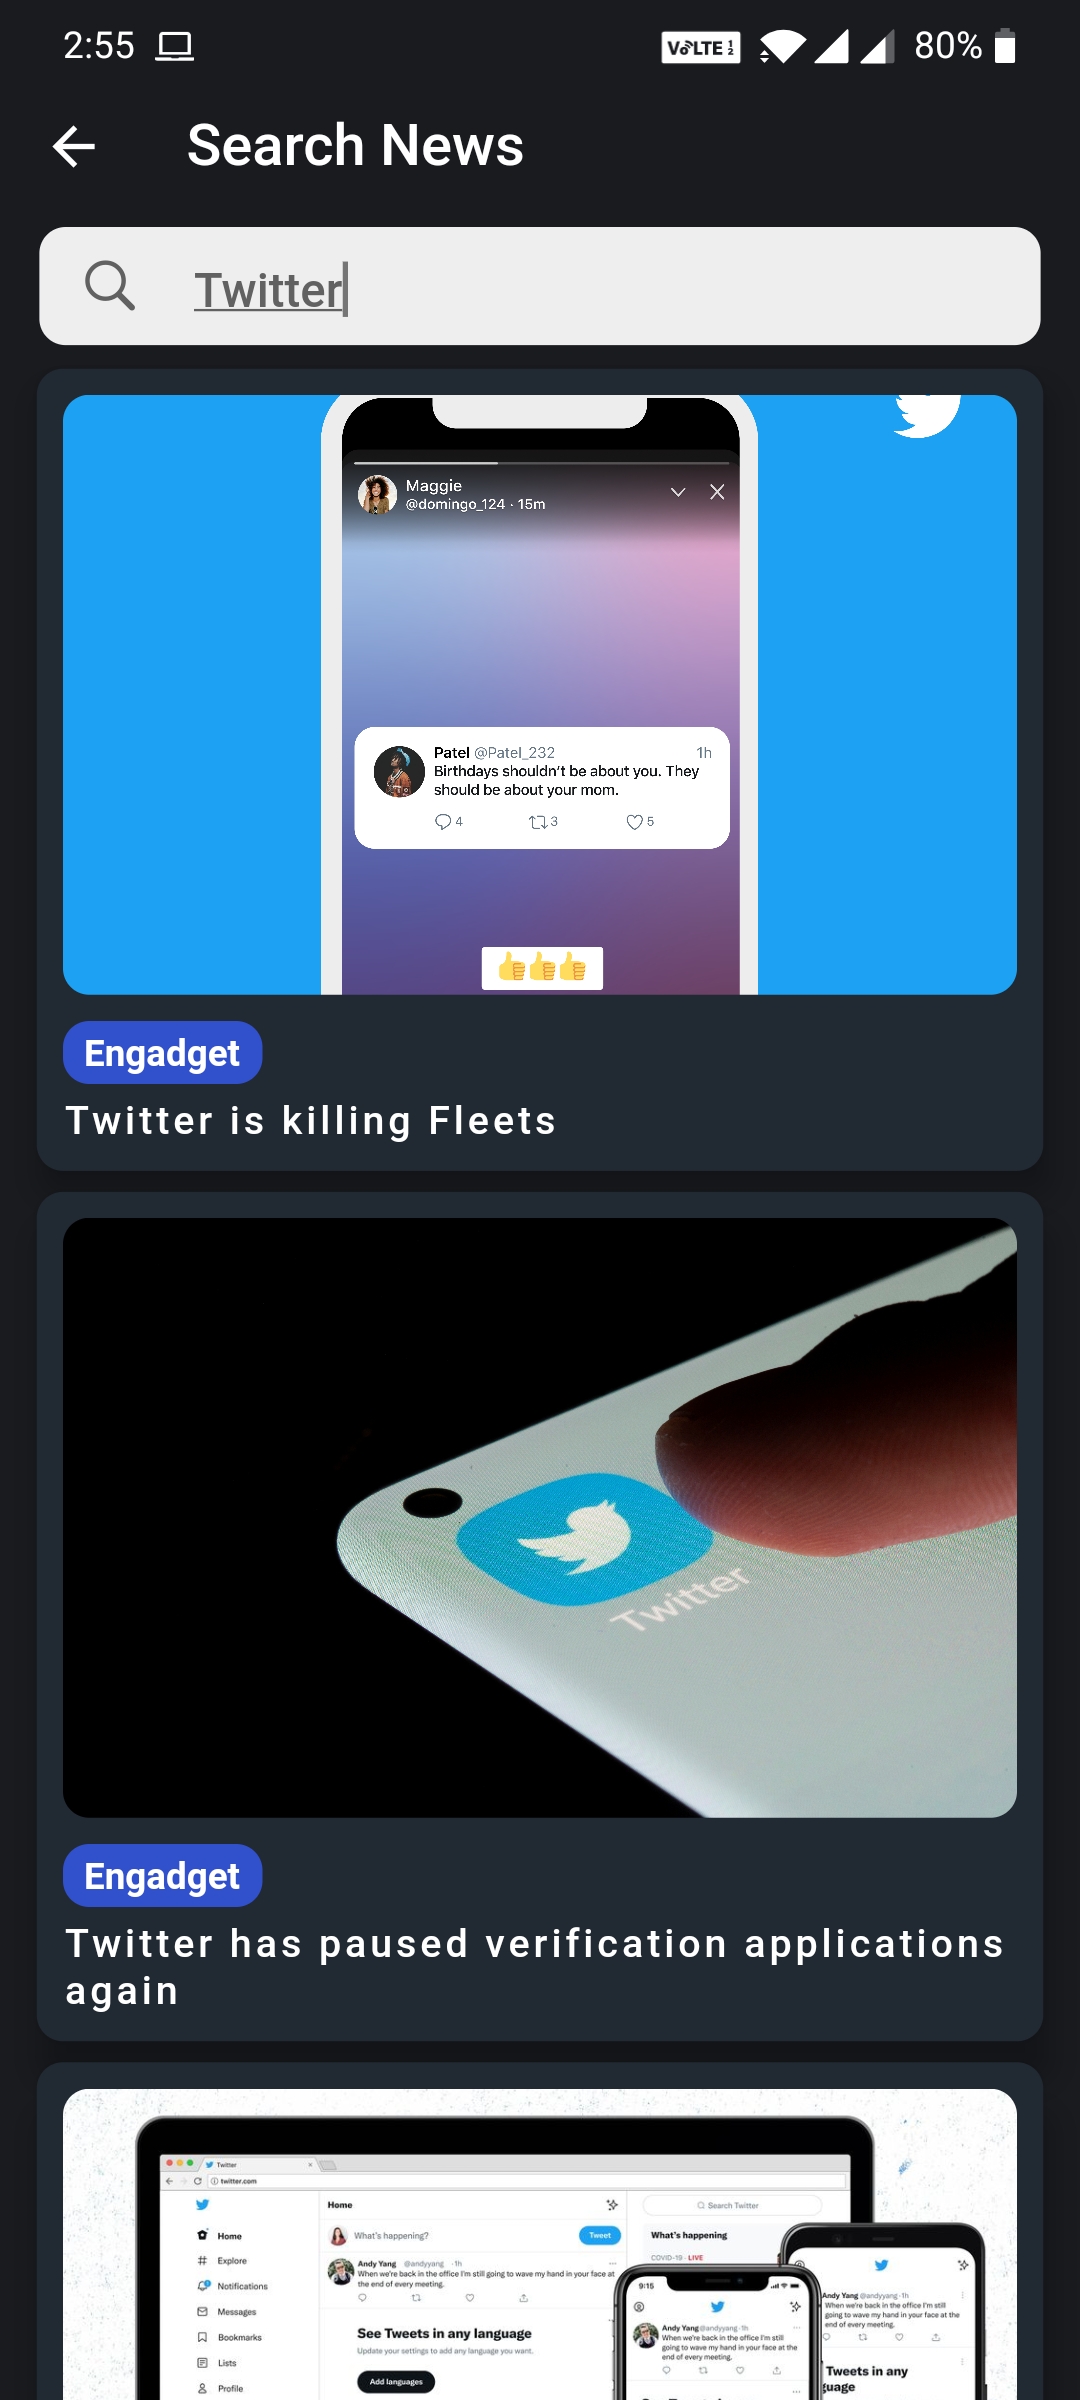 2:55
VoLTE 1 2 80%
Search News
Twitter
Maggie
@domingo_124 · 15m
Patel @Patel_232 1h
Birthdays shouldn't be about you. They
should be about your mom.
4 3 5
Engadget
Twitter is killing Fleets
Twitter
Engadget
Twitter has paused verification applications
again
Twitter
twitter.com
Home
Search Twitter
Home
What's happening?
Tweet
What's happening
Explore
COVID-19 · LIVE
Andy Yang @andyyang · 1h
When we're back in the office I'm still going to wave my hand in your face at
the end of every meeting.
Notifications
Messages
Bookmarks
Lists
Profile
See Tweets in any language
Update your settings to add any language you want.
Add languages
9:15
Andy Yang @andyyang · 1h
When we're back in the office I'm still
going to wave my hand in your face at the
end of every meeting.
Andy Yang @andyyang · 1h
When we're back in the office I'm still
going to wave my hand in your face at the
end of every meeting.
Tweets in any
guage